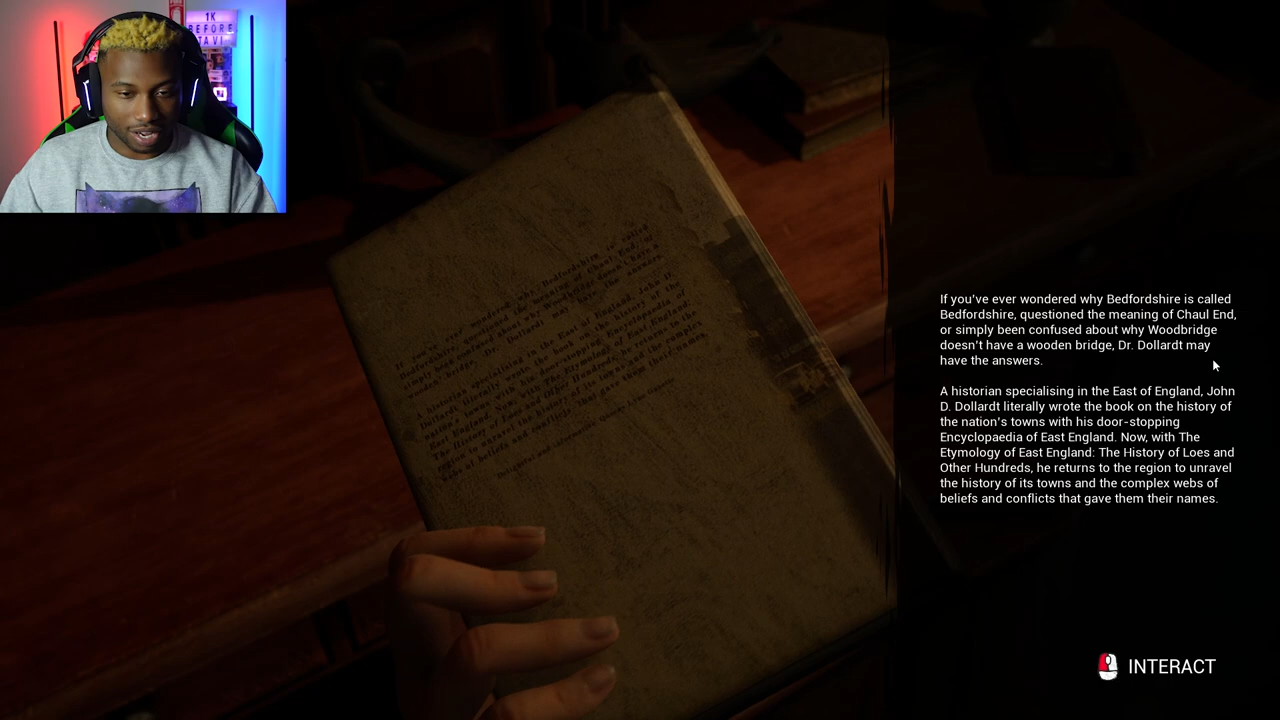 1K
BEFORE
If you've ever wondered why Bedfordshire is called
Bedfordshire, questioned the meaning of Chaul End,
or simply been confused about why Woodbridge
doesn't have a wooden bridge, Dr. Dollardt may
have the answers.
A historian specialising in the East of England, John
D. Dollardt literally wrote the book on the history of
the nation's towns with his door-stopping
Encyclopaedia of East England. Now, with The
Etymology of East England: The History of Loes and
Other Hundreds, he returns to the region to unravel
the history of its towns and the complex webs of
beliefs and conflicts that gave them their names.
INTERACT